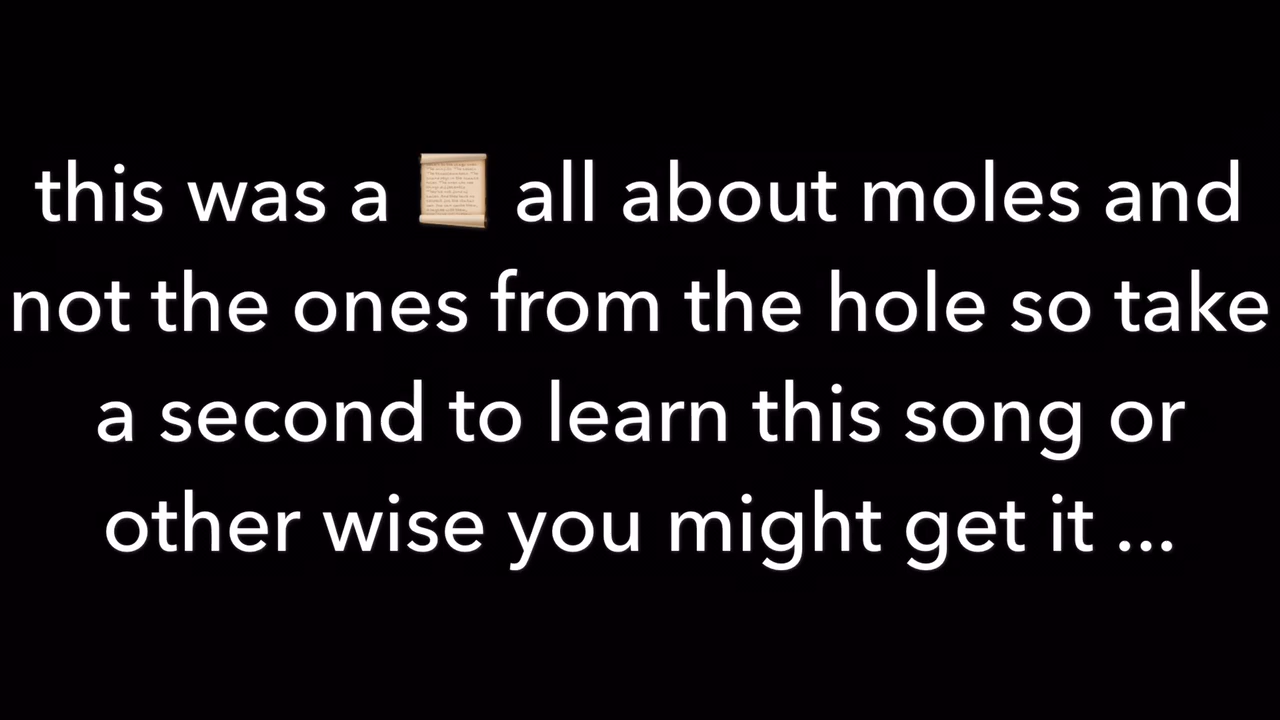 this was a 📜 all about moles and
not the ones from the hole so take
a second to learn this song or
other wise you might get it ...